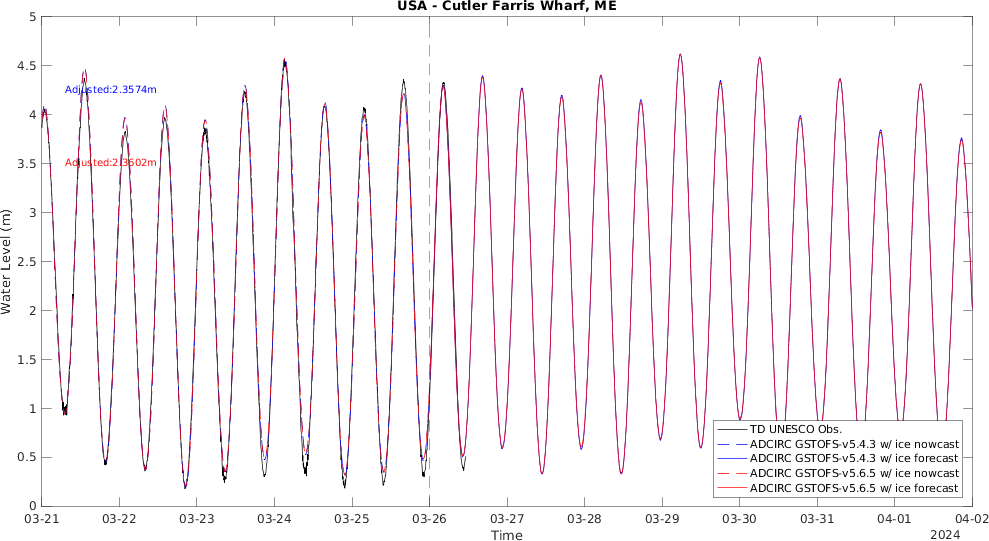 USA - Cutler Farris Wharf, ME
5
4.5
4
3.5
3
2.5
2
1.5
1
0.5
0
Water Level (m)
Adjusted:2.3574m
Adjusted:2.3602m
TD UNESCO Obs.
ADCIRC GSTOFS-v5.4.3 w/ ice nowcast
ADCIRC GSTOFS-v5.4.3 w/ ice forecast
ADCIRC GSTOFS-v5.6.5 w/ ice nowcast
ADCIRC GSTOFS-v5.6.5 w/ ice forecast
03-21 03-22 03-23 03-24 03-25 03-26 03-27 03-28 03-29 03-30 03-31 04-01 04-02
Time
2024